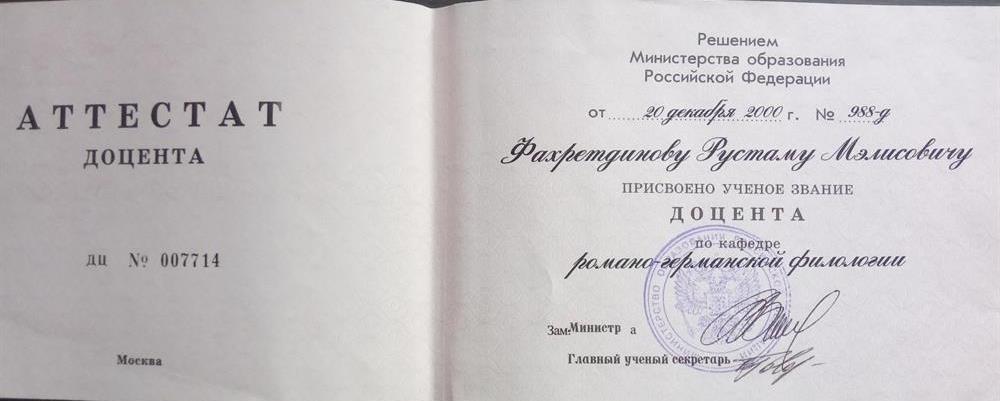 АТТЕСТАТ
ДОЦЕНТА
ДЦ № 007714
Москва
Решением
Министерства образования
Российской Федерации
от 20 декабря 2000 г. № 988-д
Фахретдинову Рустаму Мэлисовичу
ПРИСВОЕНО УЧЕНОЕ ЗВАНИЕ
ДОЦЕНТА
по кафедре
романо-германской филологии
Зам. Министр а
Главный ученый секретарь